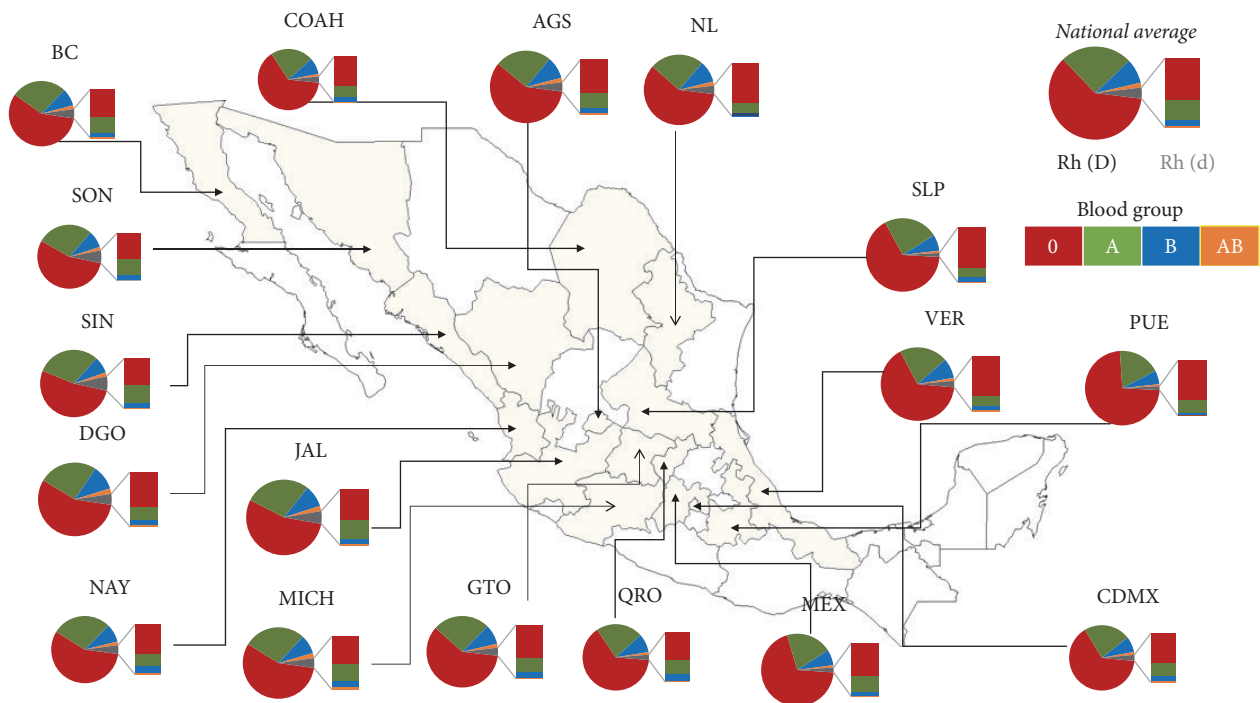 COAH
AGS
NL
National average
BC
Rh (D)
Rh (d)
SON
SLP
Blood group
0
A
B
AB
SIN
VER
PUE
DGO
JAL
NAY
MICH
GTO
QRO
MEX
CDMX